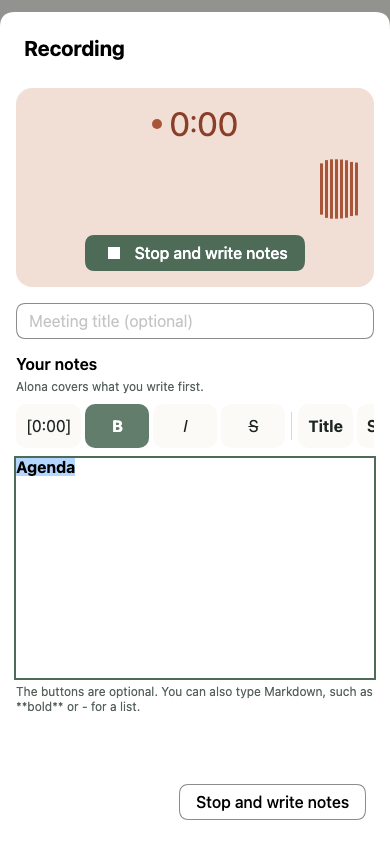 Recording
0:00
Stop and write notes
Meeting title (optional)
Your notes
Alona covers what you write first.
[0:00] B I S Title S
Agenda
The buttons are optional. You can also type Markdown, such as
**bold** or - for a list.
Stop and write notes